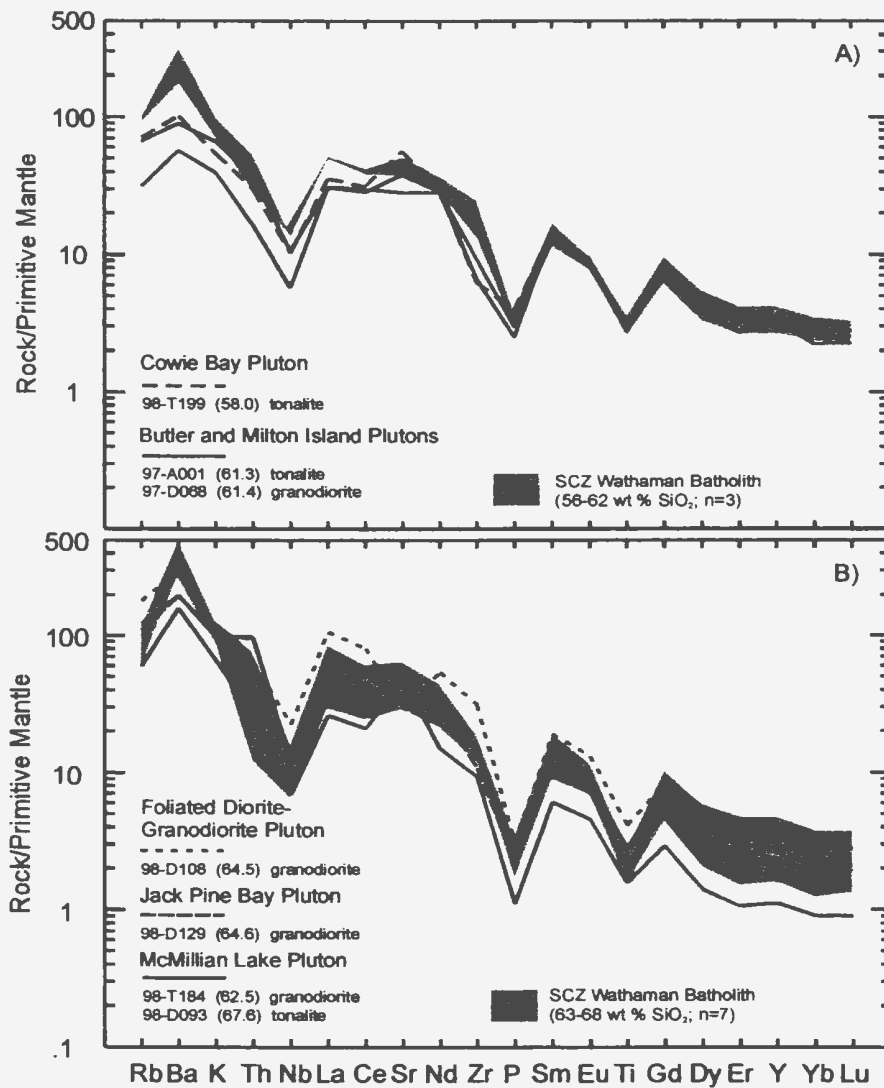 500
A)
100
10
1
Rock/Primitive Mantle
Cowie Bay Pluton
98-T199 (58.0) tonalite
Butler and Milton Island Plutons
97-A001 (61.3) tonalite
97-D068 (61.4) granodiorite
SCZ Wathaman Batholith
(56-62 wt % SiO₂; n=3)
500
B)
100
10
1
.1
Rock/Primitive Mantle
Foliated Diorite-
Granodiorite Pluton
98-D108 (64.5) granodiorite
Jack Pine Bay Pluton
98-D129 (64.6) granodiorite
McMillian Lake Pluton
98-T184 (62.5) granodiorite
98-D093 (67.6) tonalite
SCZ Wathaman Batholith
(63-68 wt % SiO₂; n=7)
Rb Ba K Th Nb La Ce Sr Nd Zr P Sm Eu Ti Gd Dy Er Y Yb Lu